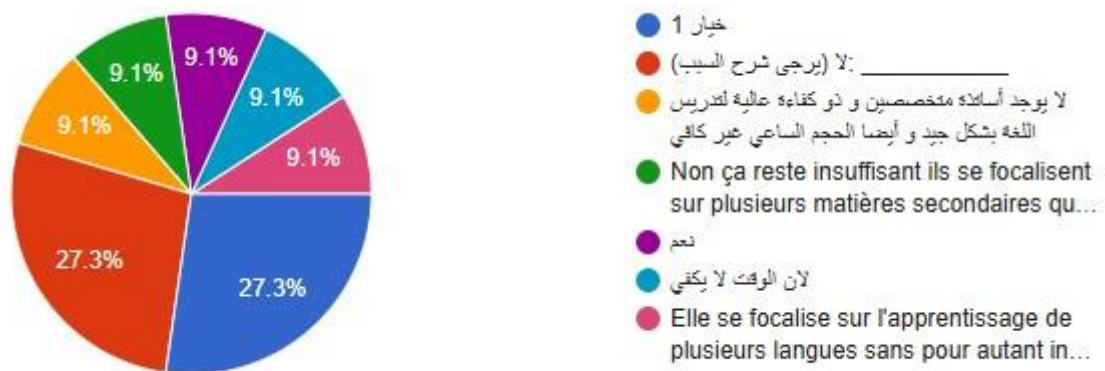 9.1%
9.1%
9.1%
9.1%
9.1%
27.3%
27.3%
خيار 1
لا (يرجى شرح السبب): ___________
لا يوجد أساتذة متخصصين و ذو كفاءة عالية لتدريس
اللغة بشكل جيد و أيضا الحجم الساعي غير كافي
Non ça reste insuffisant ils se focalisent
sur plusieurs matières secondaires qu...
نعم
لان الوقت لا يكفي
Elle se focalise sur l'apprentissage de
plusieurs langues sans pour autant in...